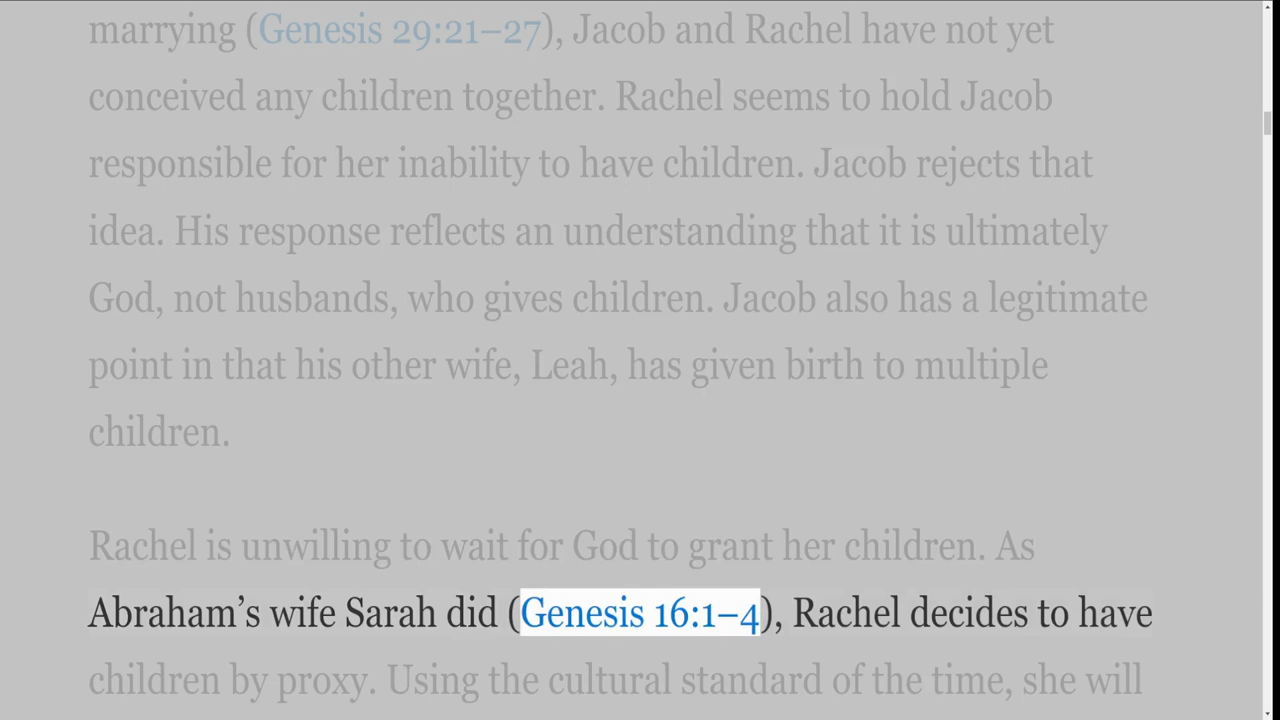 marrying (Genesis 29:21–27), Jacob and Rachel have not yet
conceived any children together. Rachel seems to hold Jacob
responsible for her inability to have children. Jacob rejects that
idea. His response reflects an understanding that it is ultimately
God, not husbands, who gives children. Jacob also has a legitimate
point in that his other wife, Leah, has given birth to multiple
children.
Rachel is unwilling to wait for God to grant her children. As
Abraham’s wife Sarah did (Genesis 16:1–4), Rachel decides to have
children by proxy. Using the cultural standard of the time, she will